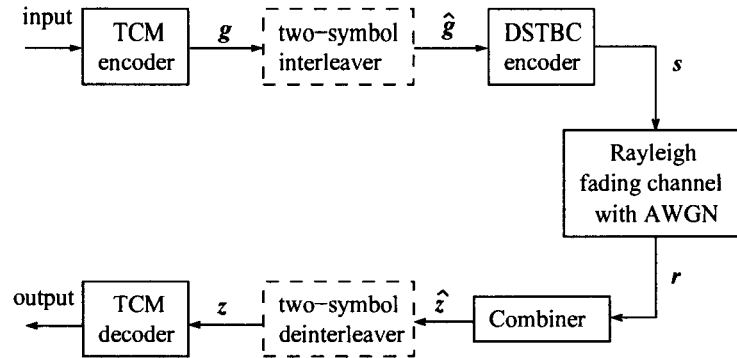 input
TCM
encoder
g
two-symbol
interleaver
ĝ
DSTBC
encoder
s
Rayleigh
fading channel
with AWGN
r
Combiner
ẑ
two-symbol
deinterleaver
z
TCM
decoder
output